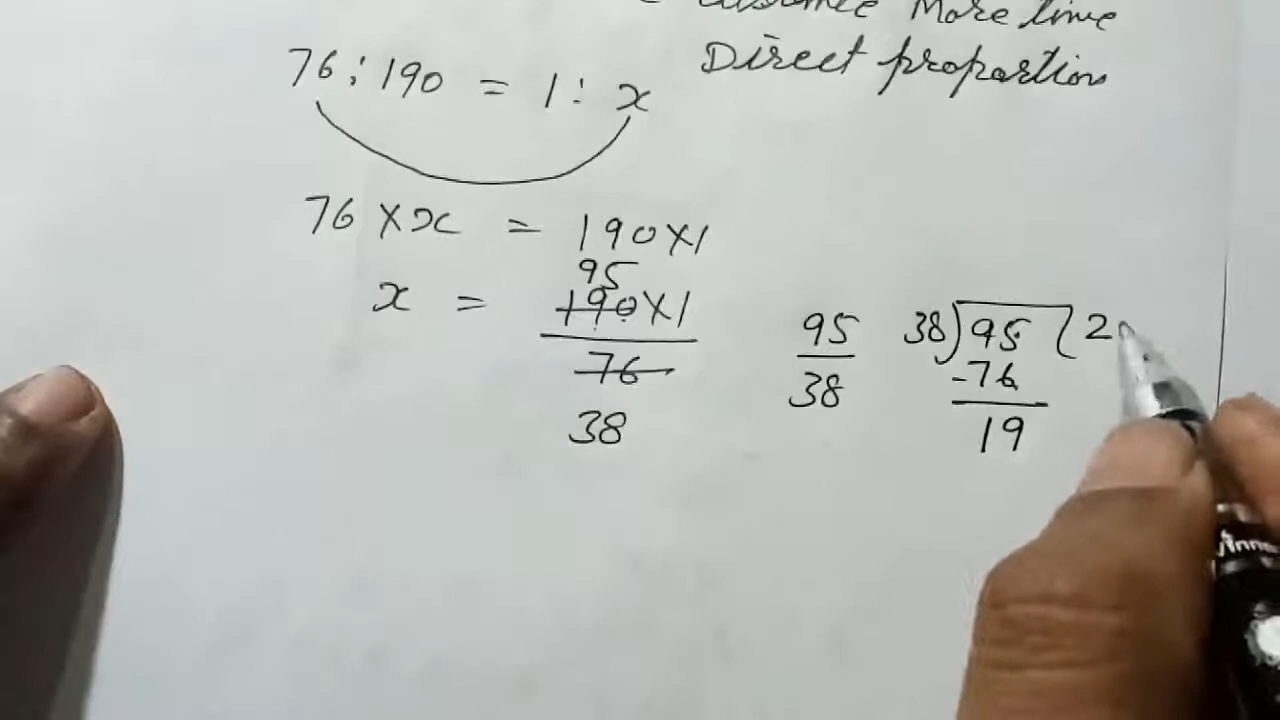 More time
Direct proportion
76 : 190 = 1 : x
76 × x = 190×1
95
x = 190×1
76
38
95
38
38)95(2
-76
19